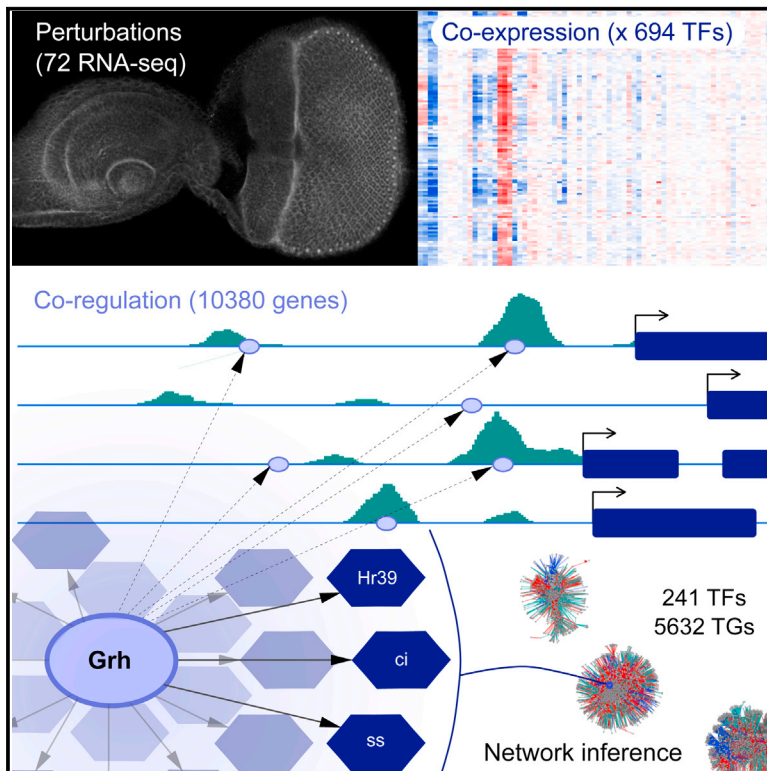 Perturbations
(72 RNA-seq)
Co-expression (x 694 TFs)
Co-regulation (10380 genes)
Hr39
Grh
ci
ss
241 TFs
5632 TGs
Network inference